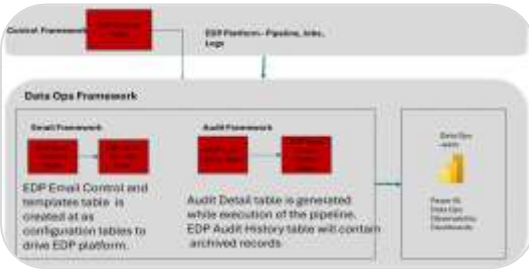 Control Framework
EDP Platform - Pipeline, Jobs,
Logs
Data Ops Framework
Email Framework
Audit Framework
EDP Email Control and
templates table is
created at as
configuration tables to
drive EDP platform.
Audit Detail table is generated
while execution of the pipeline.
EDP Audit History table will contain
archived records
Data Ops
Power BI
Data Ops
Observability
Dashboards